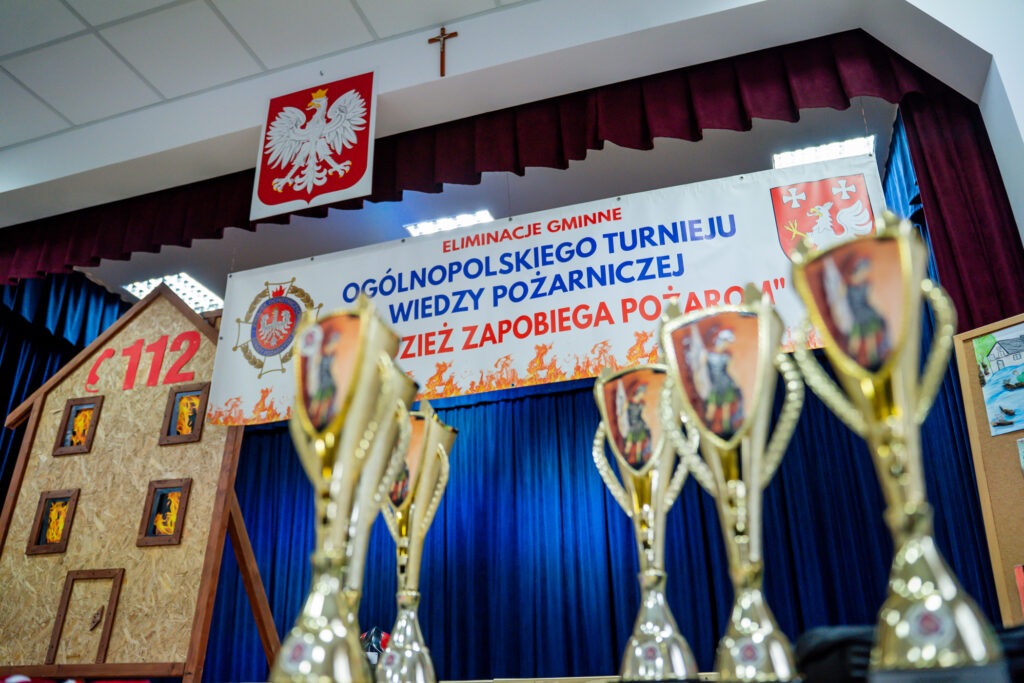 ELIMINACJE GMINNE
OGÓLNOPOLSKIEGO TURNIEJU
WIEDZY POŻARNICZEJ
ZIEŻ ZAPOBIEGA POŻAROM"
112